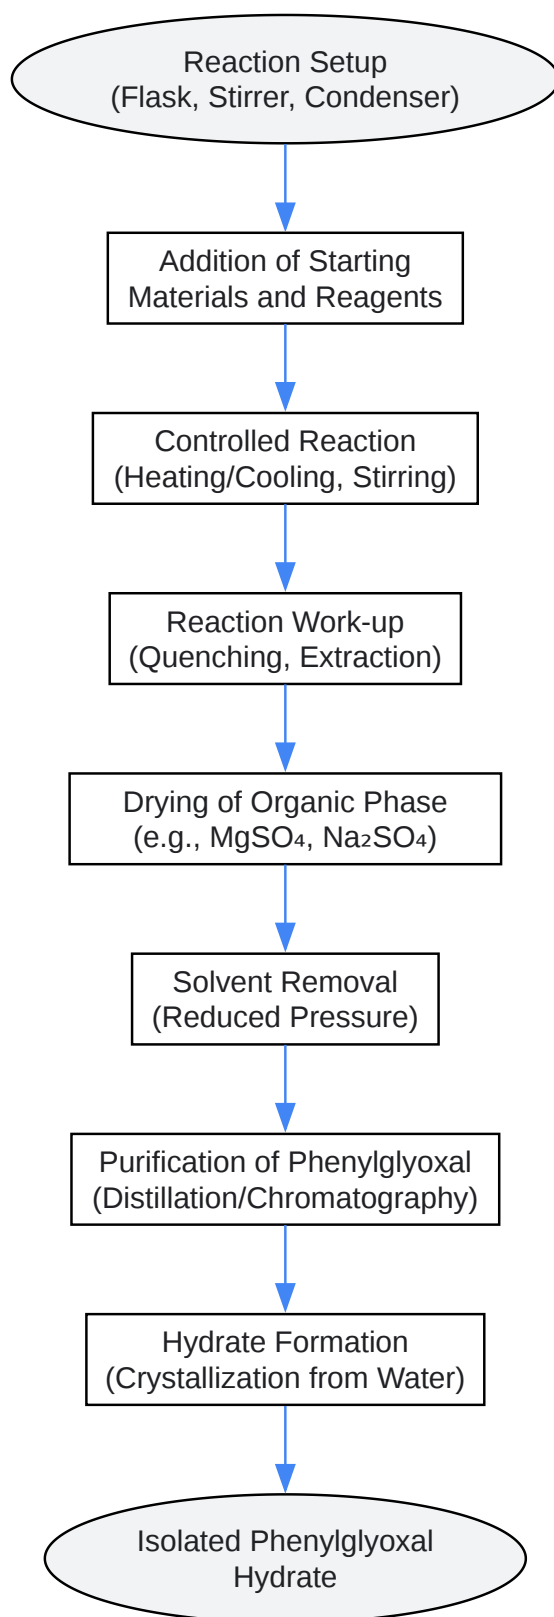 Reaction Setup
(Flask, Stirrer, Condenser)
Addition of Starting
Materials and Reagents
Controlled Reaction
(Heating/Cooling, Stirring)
Reaction Work-up
(Quenching, Extraction)
Drying of Organic Phase
(e.g., MgSO₄, Na₂SO₄)
Solvent Removal
(Reduced Pressure)
Purification of Phenylglyoxal
(Distillation/Chromatography)
Hydrate Formation
(Crystallization from Water)
Isolated Phenylglyoxal
Hydrate